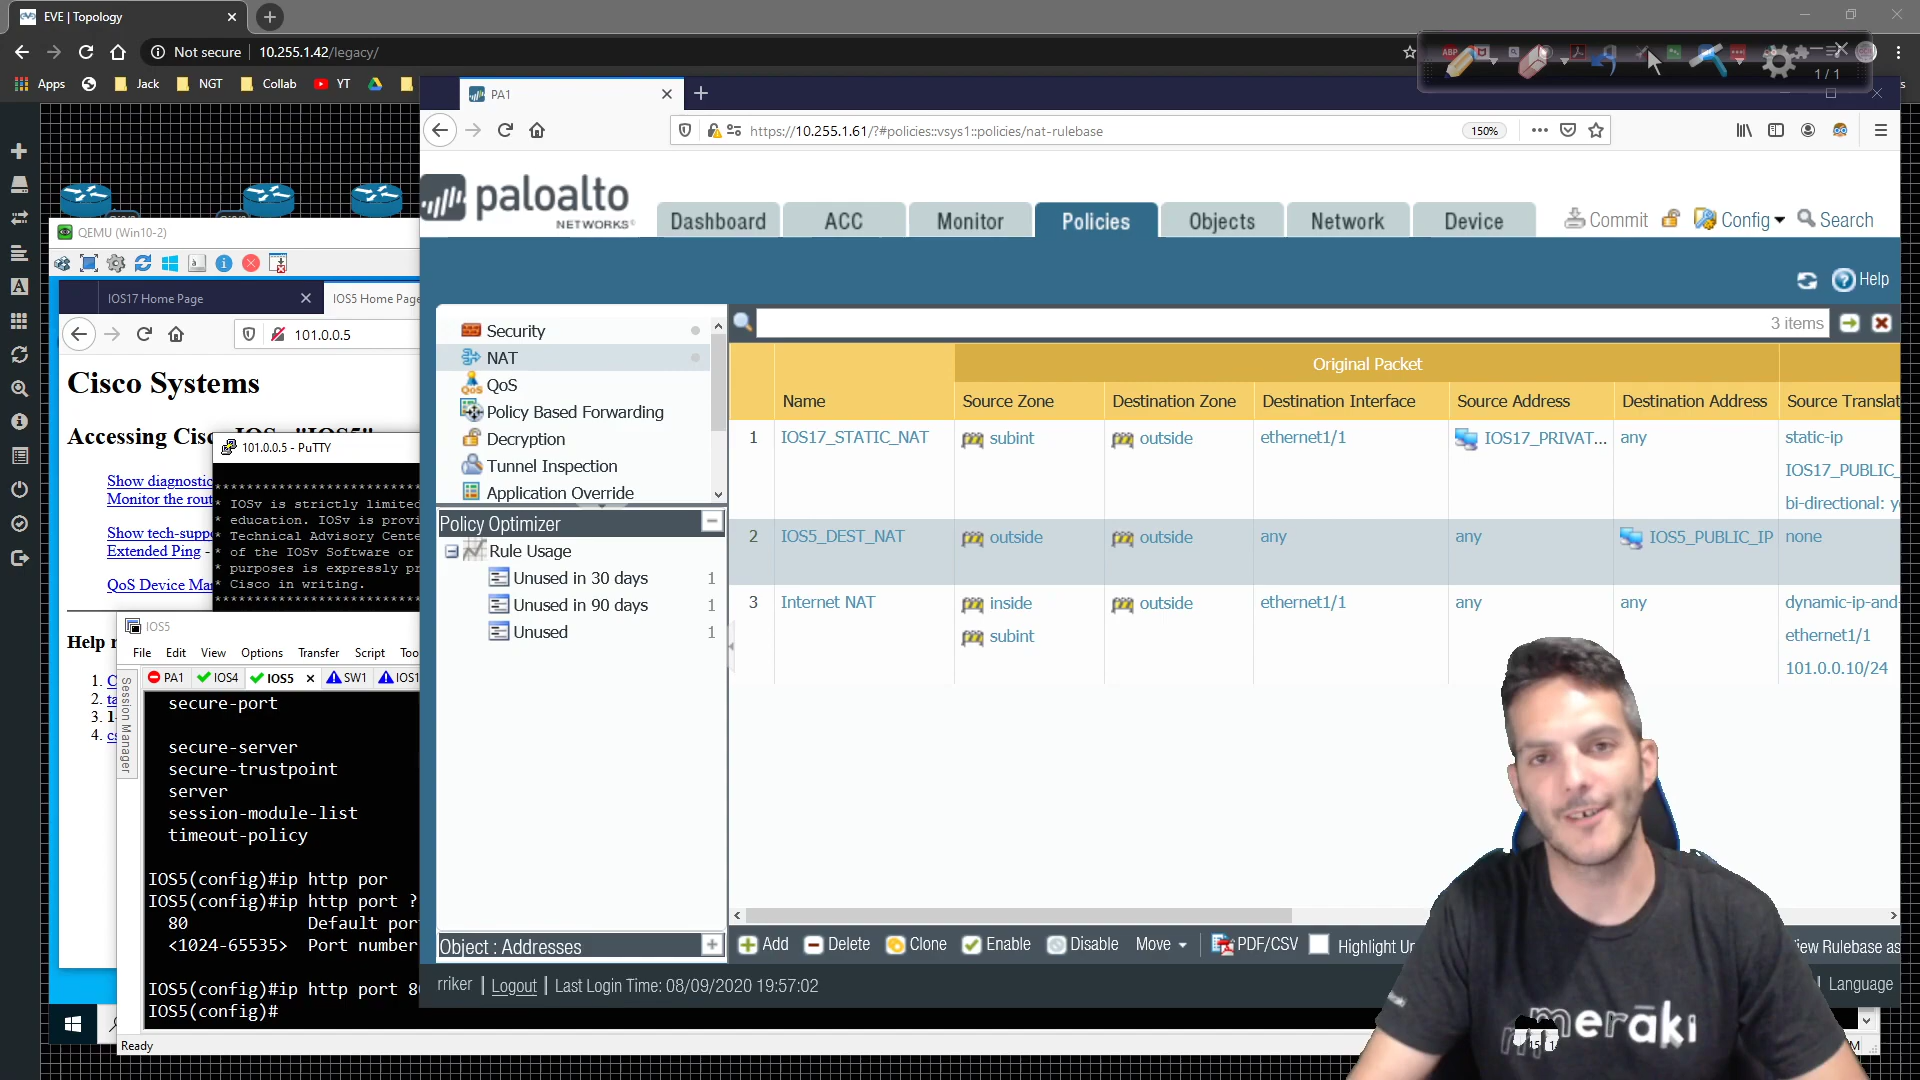 EVE | Topology
Not secure | 10.255.1.42/legacy/
Apps Jack NGT Collab YT
ABP
1 / 1
PA1
https://10.255.1.61/?#policies::vsys1::policies/nat-rulebase
150%
paloalto
NETWORKS
Dashboard ACC Monitor Policies Objects Network Device Commit Config Search
Help
QEMU (Win10-2)
IOS17 Home Page IOS5 Home Page
101.0.0.5
Cisco Systems
Show diagnostic
Monitor the rout
Show tech-supp
Extended Ping -
QoS Device Ma
1.
2.
3.
4.
101.0.0.5 - PuTTY
* IOSv is strictly limited
* education. IOSv is provi
* Technical Advisory Cente
* of the IOSv Software or
* purposes is expressly pr
* Cisco in writing.
IOS5
File Edit View Options Transfer Script Too
PA1 IOS4 IOS5 SW1 IOS1
Session Manager
secure-port
secure-server
secure-trustpoint
server
session-module-list
timeout-policy
IOS5(config)#ip http por
IOS5(config)#ip http port ?
80 Default por
<1024-65535> Port number
IOS5(config)#ip http port 8
IOS5(config)#
Ready
Security
NAT
QoS
Policy Based Forwarding
Decryption
Tunnel Inspection
Application Override
Policy Optimizer
Rule Usage
Unused in 30 days 1
Unused in 90 days 1
Unused 1
Object : Addresses
3 items
Original Packet
Name Source Zone Destination Zone Destination Interface Source Address Destination Address Source Translat
1 IOS17_STATIC_NAT subint outside ethernet1/1 IOS17_PRIVAT... any static-ip
IOS17_PUBLIC_
bi-directional: y
2 IOS5_DEST_NAT outside outside any any IOS5_PUBLIC_IP none
3 Internet NAT inside outside ethernet1/1 any any dynamic-ip-and-
subint ethernet1/1
101.0.0.10/24
Add Delete Clone Enable Disable Move PDF/CSV Highlight Un
iew Rulebase as
rriker | Logout | Last Login Time: 08/09/2020 19:57:02
Language
meraki